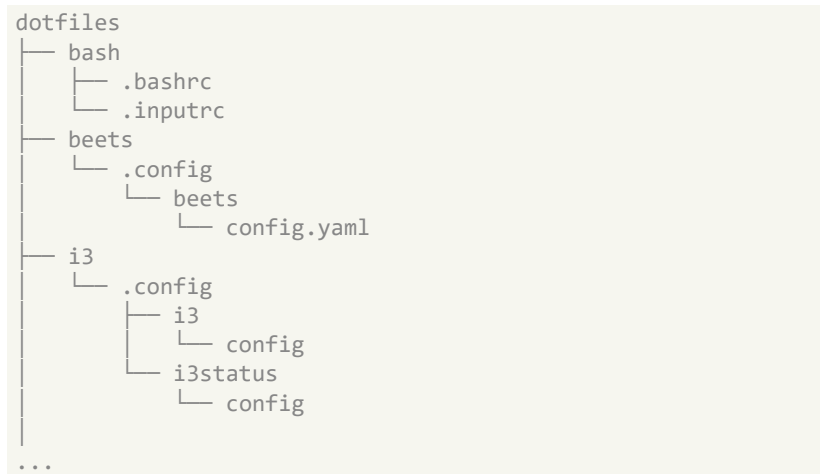 dotfiles
├── bash
│   ├── .bashrc
│   └── .inputrc
├── beets
│   └── .config
│       └── beets
│           └── config.yaml
├── i3
│   └── .config
│       ├── i3
│       │   └── config
│       └── i3status
│           └── config
│
...